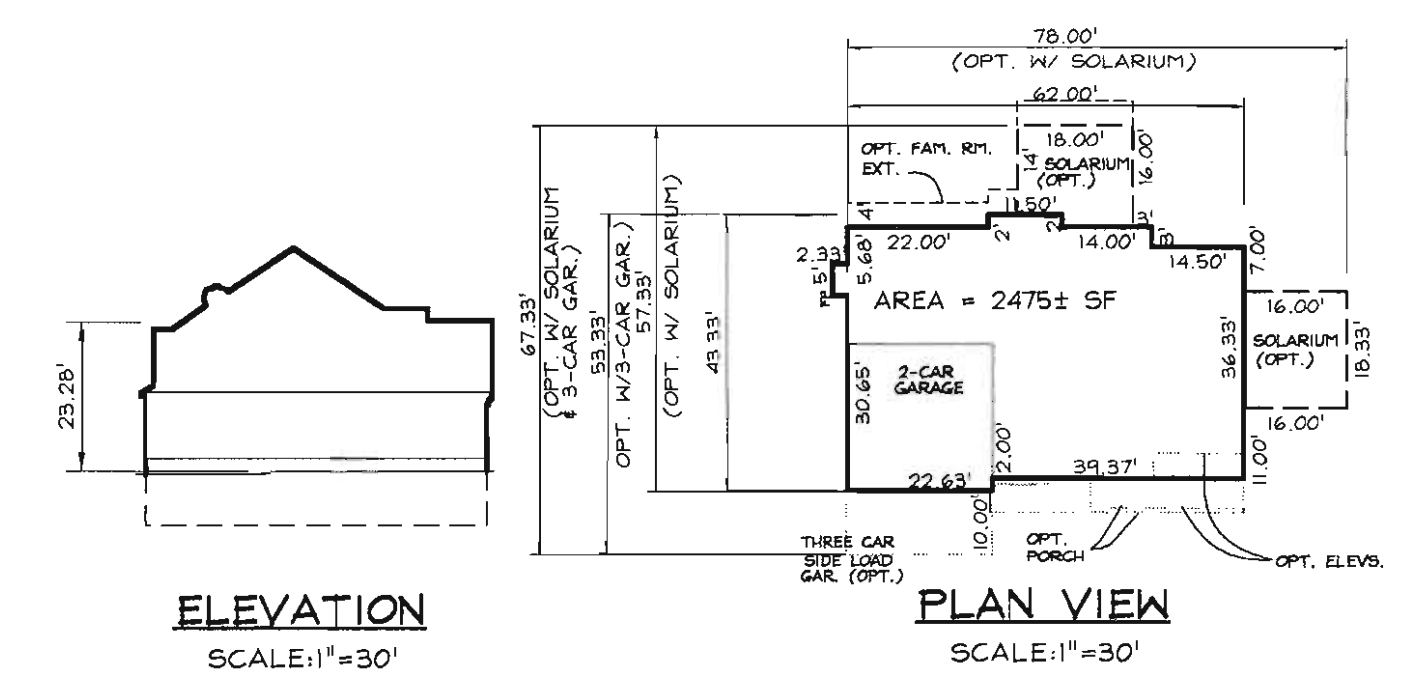 23.28'
ELEVATION
SCALE:1"=30'
78.00'
(OPT. W/ SOLARIUM)
62.00'
67.33'
(OPT. W/ SOLARIUM
& 3-CAR GAR.)
53.33'
OPT. W/3-CAR GAR.)
57.33'
(OPT. W/ SOLARIUM)
43.33'
OPT. FAM. RM.
EXT.
14'
18.00'
SOLARIUM
(OPT.)
16.00'
11.50'
4'
22.00'
2'
2'
14.00'
3'
3'
14.50'
7.00'
2.33'
5.68'
5'
FP
AREA = 2475± SF
36.33'
16.00'
SOLARIUM
(OPT.)
18.33'
16.00'
2-CAR
GARAGE
30.65'
22.63'
2.00'
39.37'
11.00'
10.00'
THREE CAR
SIDE LOAD
GAR. (OPT.)
OPT.
PORCH
OPT. ELEVS.
PLAN VIEW
SCALE:1"=30'